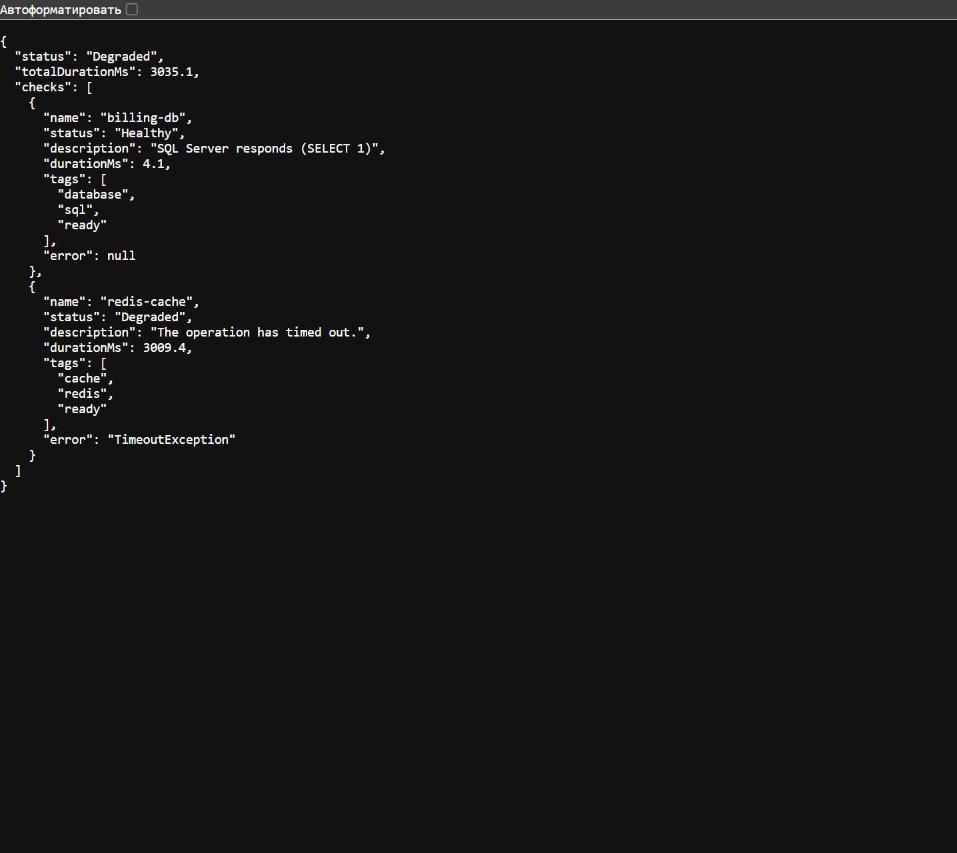 Автоформатировать
{
  "status": "Degraded",
  "totalDurationMs": 3035.1,
  "checks": [
    {
      "name": "billing-db",
      "status": "Healthy",
      "description": "SQL Server responds (SELECT 1)",
      "durationMs": 4.1,
      "tags": [
        "database",
        "sql",
        "ready"
      ],
      "error": null
    },
    {
      "name": "redis-cache",
      "status": "Degraded",
      "description": "The operation has timed out.",
      "durationMs": 3009.4,
      "tags": [
        "cache",
        "redis",
        "ready"
      ],
      "error": "TimeoutException"
    }
  ]
}